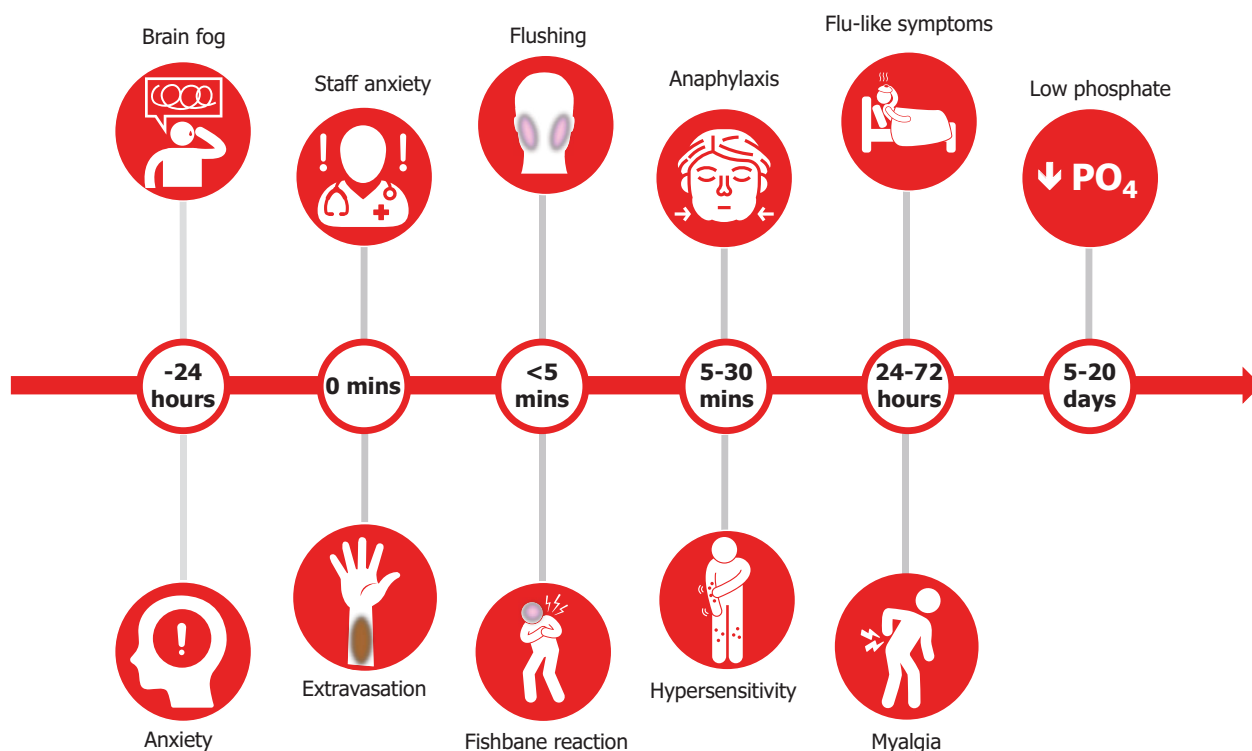 Brain fog
Staff anxiety
Flushing
Anaphylaxis
Flu-like symptoms
Low phosphate
! !
PO4
-24
hours
0 mins
<5
mins
5-30
mins
24-72
hours
5-20
days
!
Anxiety
Extravasation
Fishbane reaction
Hypersensitivity
Myalgia